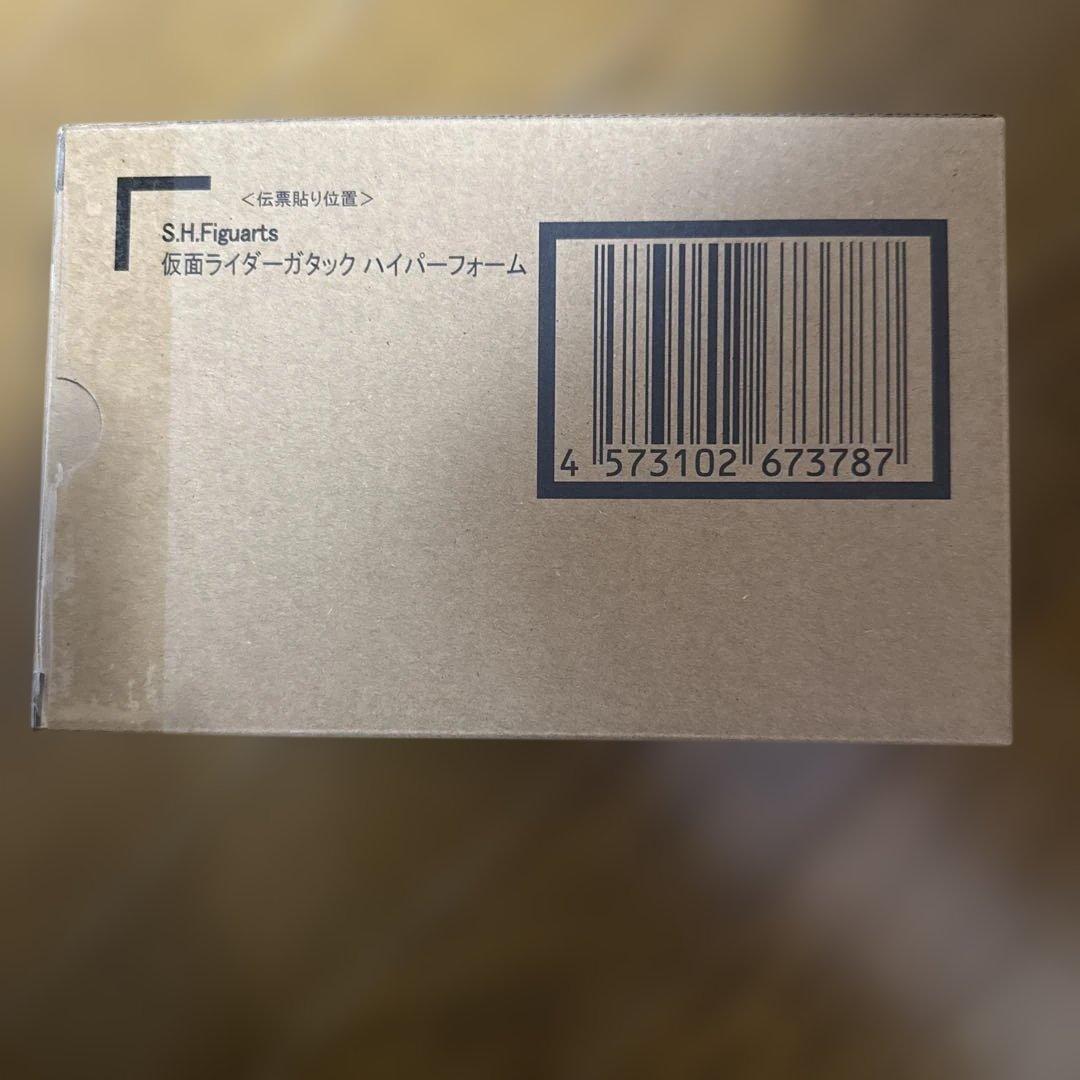 ＜伝票貼り位置＞
S.H.Figuarts
仮面ライダーガタック ハイパーフォーム
4 573102 673787